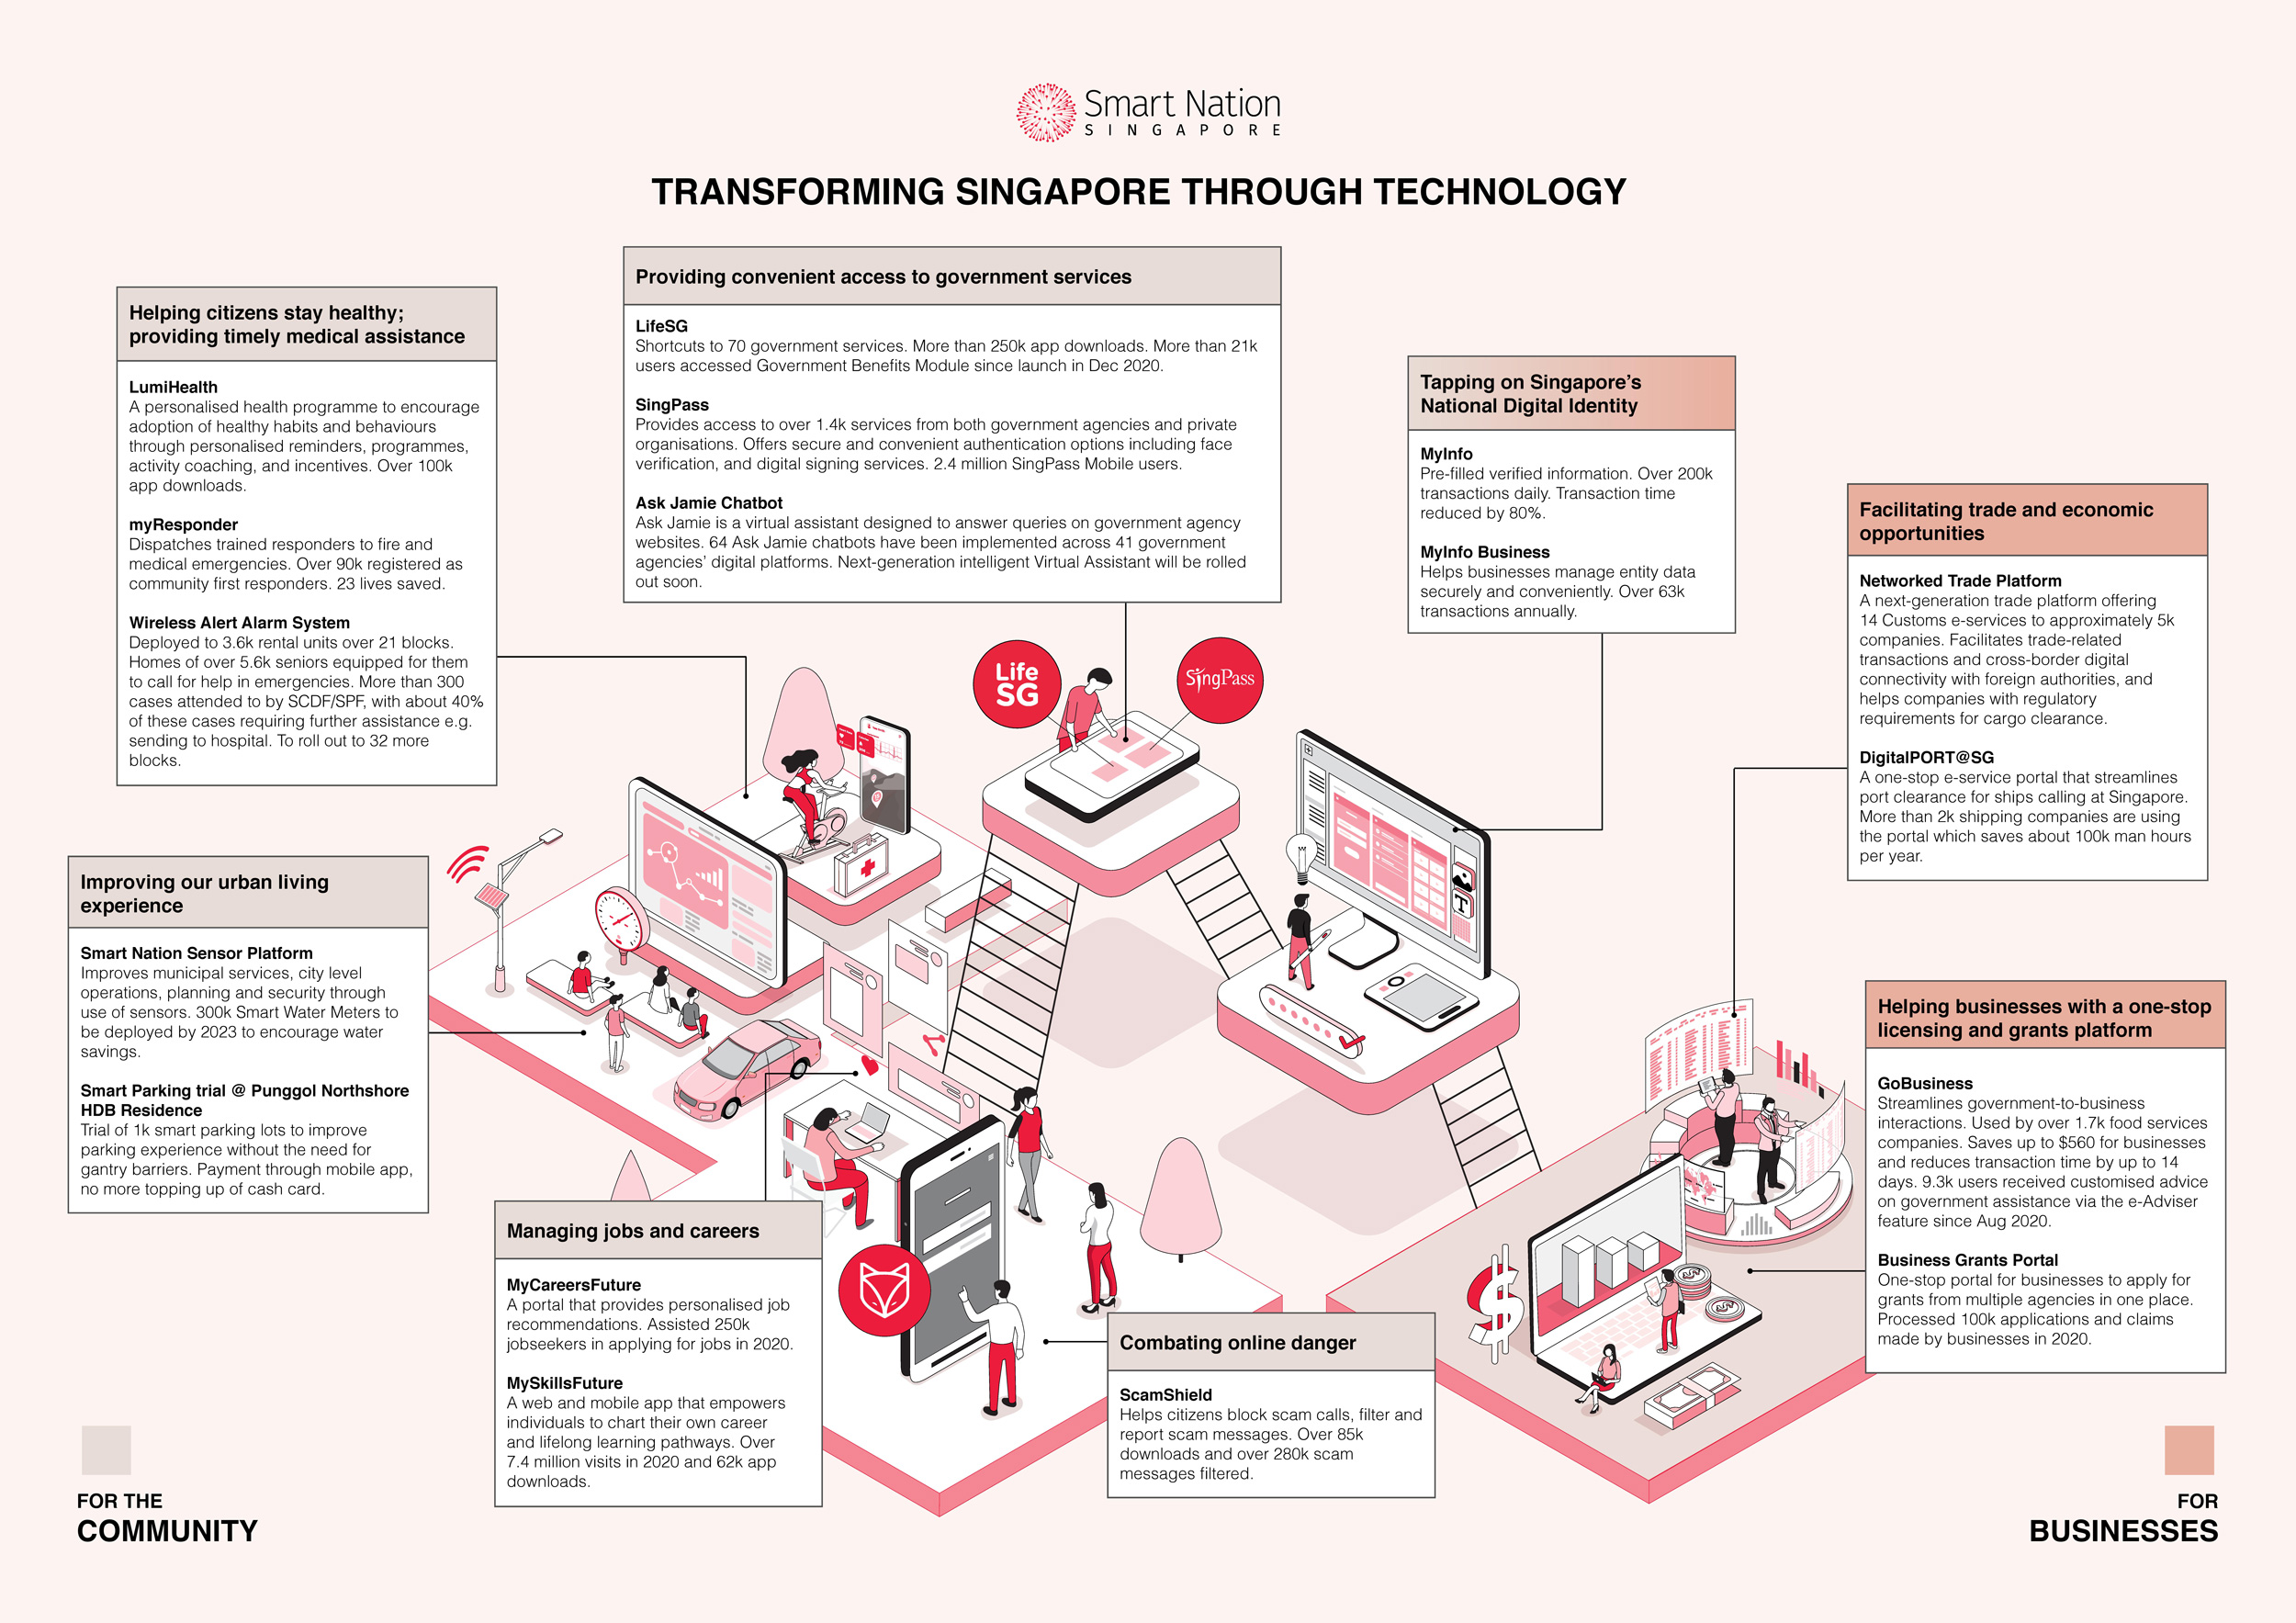 Smart Nation
SINGAPORE
TRANSFORMING SINGAPORE THROUGH TECHNOLOGY
Helping citizens stay healthy;
providing timely medical assistance
LumiHealth
A personalised health programme to encourage
adoption of healthy habits and behaviours
through personalised reminders, programmes,
activity coaching, and incentives. Over 100k
app downloads.
myResponder
Dispatches trained responders to fire and
medical emergencies. Over 90k registered as
community first responders. 23 lives saved.
Wireless Alert Alarm System
Deployed to 3.6k rental units over 21 blocks.
Homes of over 5.6k seniors equipped for them
to call for help in emergencies. More than 300
cases attended to by SCDF/SPF, with about 40%
of these cases requiring further assistance e.g.
sending to hospital. To roll out to 32 more
blocks.
Providing convenient access to government services
LifeSG
Shortcuts to 70 government services. More than 250k app downloads. More than 21k
users accessed Government Benefits Module since launch in Dec 2020.
SingPass
Provides access to over 1.4k services from both government agencies and private
organisations. Offers secure and convenient authentication options including face
verification, and digital signing services. 2.4 million SingPass Mobile users.
Ask Jamie Chatbot
Ask Jamie is a virtual assistant designed to answer queries on government agency
websites. 64 Ask Jamie chatbots have been implemented across 41 government
agencies' digital platforms. Next-generation intelligent Virtual Assistant will be rolled
out soon.
Tapping on Singapore's
National Digital Identity
MyInfo
Pre-filled verified information. Over 200k
transactions daily. Transaction time
reduced by 80%.
MyInfo Business
Helps businesses manage entity data
securely and conveniently. Over 63k
transactions annually.
Facilitating trade and economic
opportunities
Networked Trade Platform
A next-generation trade platform offering
14 Customs e-services to approximately 5k
companies. Facilitates trade-related
transactions and cross-border digital
connectivity with foreign authorities, and
helps companies with regulatory
requirements for cargo clearance.
DigitalPORT@SG
A one-stop e-service portal that streamlines
port clearance for ships calling at Singapore.
More than 2k shipping companies are using
the portal which saves about 100k man hours
per year.
Life
SG
SingPass
T
Improving our urban living
experience
Smart Nation Sensor Platform
Improves municipal services, city level
operations, planning and security through
use of sensors. 300k Smart Water Meters to
be deployed by 2023 to encourage water
savings.
Smart Parking trial @ Punggol Northshore
HDB Residence
Trial of 1k smart parking lots to improve
parking experience without the need for
gantry barriers. Payment through mobile app,
no more topping up of cash card.
Helping businesses with a one-stop
licensing and grants platform
GoBusiness
Streamlines government-to-business
interactions. Used by over 1.7k food services
companies. Saves up to $560 for businesses
and reduces transaction time by up to 14
days. 9.3k users received customised advice
on government assistance via the e-Adviser
feature since Aug 2020.
Business Grants Portal
One-stop portal for businesses to apply for
grants from multiple agencies in one place.
Processed 100k applications and claims
made by businesses in 2020.
$
Managing jobs and careers
MyCareersFuture
A portal that provides personalised job
recommendations. Assisted 250k
jobseekers in applying for jobs in 2020.
MySkillsFuture
A web and mobile app that empowers
individuals to chart their own career
and lifelong learning pathways. Over
7.4 million visits in 2020 and 62k app
downloads.
Combating online danger
ScamShield
Helps citizens block scam calls, filter and
report scam messages. Over 85k
downloads and over 280k scam
messages filtered.
FOR THE
COMMUNITY
FOR
BUSINESSES